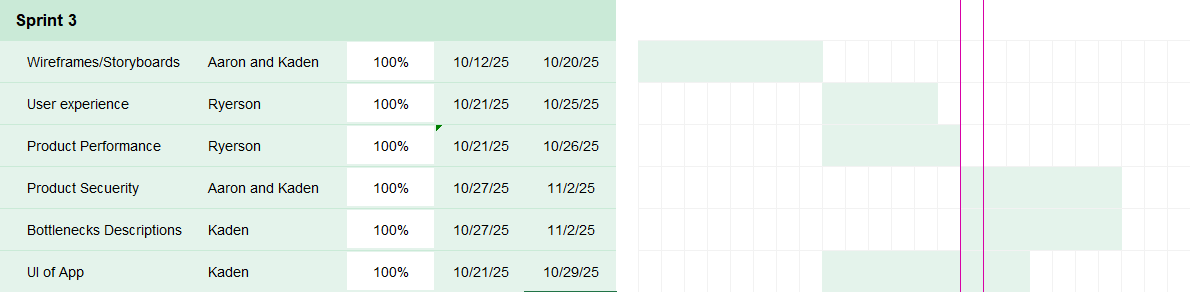 Sprint 3
Wireframes/Storyboards Aaron and Kaden 100% 10/12/25 10/20/25
User experience Ryerson 100% 10/21/25 10/25/25
Product Performance Ryerson 100% 10/21/25 10/26/25
Product Secuerity Aaron and Kaden 100% 10/27/25 11/2/25
Bottlenecks Descriptions Kaden 100% 10/27/25 11/2/25
UI of App Kaden 100% 10/21/25 10/29/25